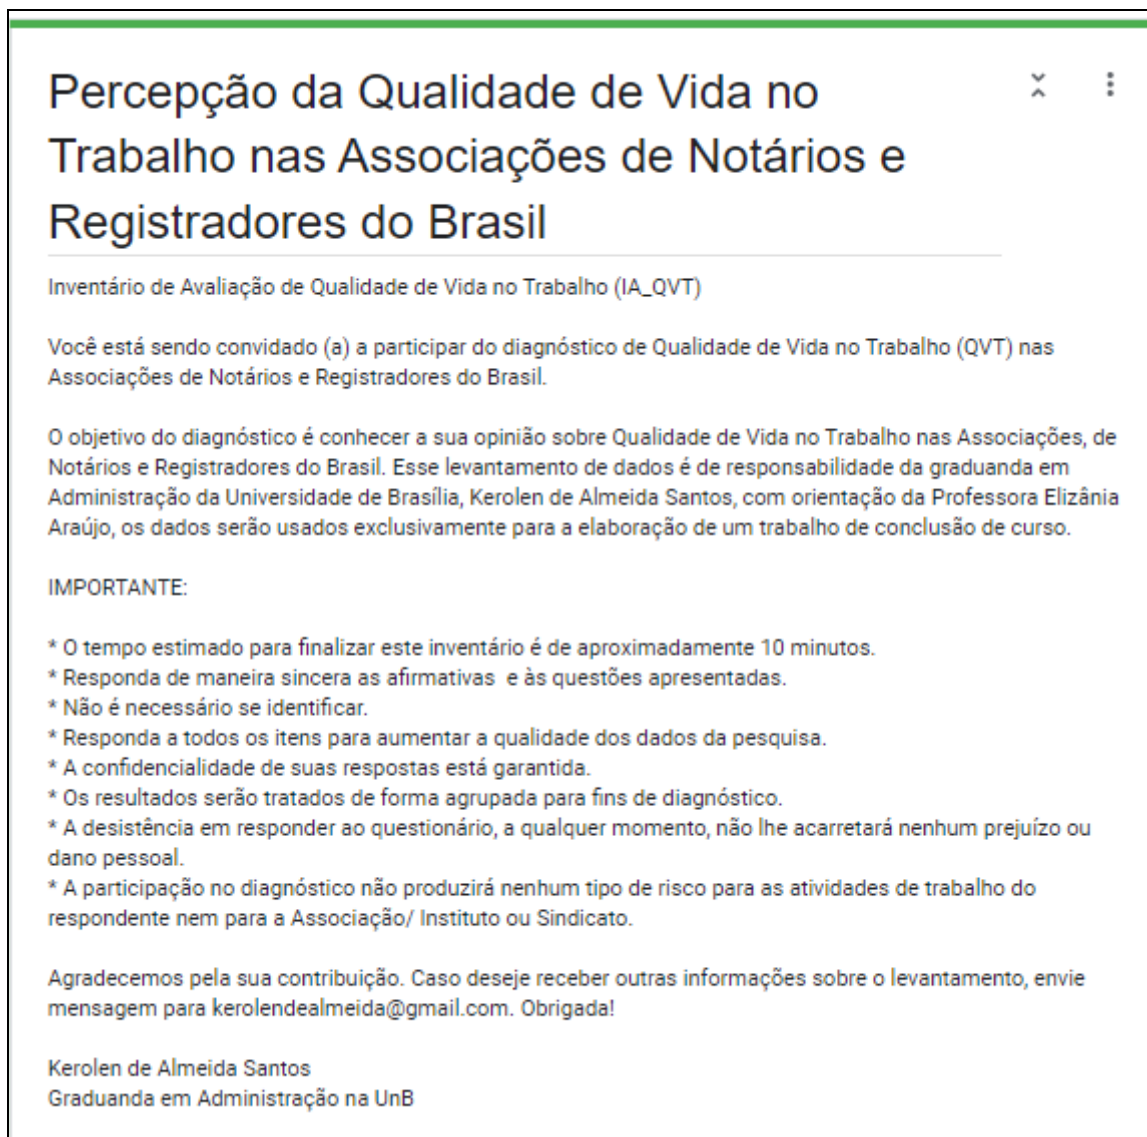 Percepção da Qualidade de Vida no
Trabalho nas Associações de Notários e
Registradores do Brasil
Inventário de Avaliação de Qualidade de Vida no Trabalho (IA_QVT)
Você está sendo convidado (a) a participar do diagnóstico de Qualidade de Vida no Trabalho (QVT) nas
Associações de Notários e Registradores do Brasil.
O objetivo do diagnóstico é conhecer a sua opinião sobre Qualidade de Vida no Trabalho nas Associações, de
Notários e Registradores do Brasil. Esse levantamento de dados é de responsabilidade da graduanda em
Administração da Universidade de Brasília, Kerolen de Almeida Santos, com orientação da Professora Elizânia
Araújo, os dados serão usados exclusivamente para a elaboração de um trabalho de conclusão de curso.
IMPORTANTE:
* O tempo estimado para finalizar este inventário é de aproximadamente 10 minutos.
* Responda de maneira sincera as afirmativas  e às questões apresentadas.
* Não é necessário se identificar.
* Responda a todos os itens para aumentar a qualidade dos dados da pesquisa.
* A confidencialidade de suas respostas está garantida.
* Os resultados serão tratados de forma agrupada para fins de diagnóstico.
* A desistência em responder ao questionário, a qualquer momento, não lhe acarretará nenhum prejuízo ou
dano pessoal.
* A participação no diagnóstico não produzirá nenhum tipo de risco para as atividades de trabalho do
respondente nem para a Associação/ Instituto ou Sindicato.
Agradecemos pela sua contribuição. Caso deseje receber outras informações sobre o levantamento, envie
mensagem para kerolendealmeida@gmail.com. Obrigada!
Kerolen de Almeida Santos
Graduanda em Administração na UnB